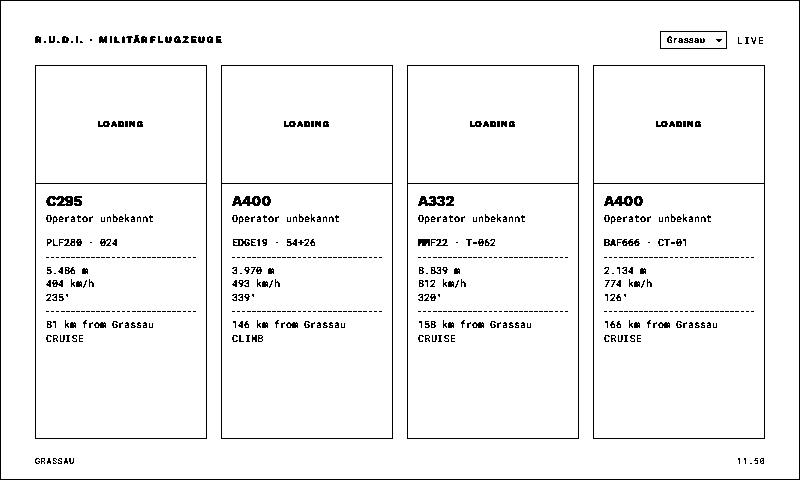 R.U.D.I. · MILITÄRFLUGZEUGE
Grassau
LIVE
LOADING
C295
Operator unbekannt
PLF280 · 024
5.486 m
404 km/h
235°
81 km from Grassau
CRUISE
LOADING
A400
Operator unbekannt
EDGE19 · 54+26
3.970 m
493 km/h
339°
146 km from Grassau
CLIMB
LOADING
A332
Operator unbekannt
MMF22 · T-062
8.839 m
812 km/h
320°
158 km from Grassau
CRUISE
LOADING
A400
Operator unbekannt
BAF666 · CT-01
2.134 m
774 km/h
126°
166 km from Grassau
CRUISE
GRASSAU
11.50